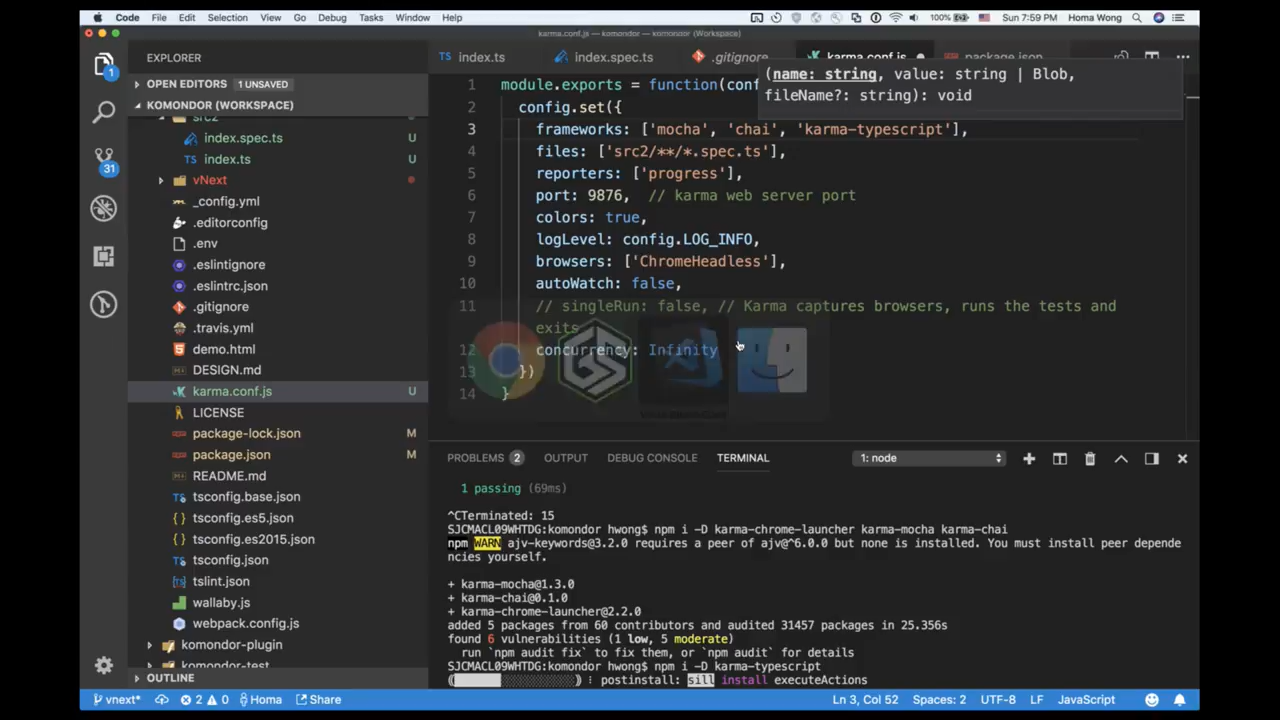 Code File Edit Selection View Go Debug Tasks Window Help 100% Sun 7:59 PM Homa Wong
karma.conf.js — komondor — komondor (Workspace)
EXPLORER
OPEN EDITORS 1 UNSAVED
KOMONDOR (WORKSPACE)
src2
index.spec.ts U
TS index.ts U
vNext
_config.yml
.editorconfig
.env
.eslintignore
.eslintrc.json
.gitignore
.travis.yml
demo.html
DESIGN.md
karma.conf.js U
LICENSE
package-lock.json M
package.json M
README.md
tsconfig.base.json
{ } tsconfig.es5.json
{ } tsconfig.es2015.json
tsconfig.json
tslint.json
wallaby.js
webpack.config.js
komondor-plugin
komondor-test
OUTLINE
1
31
TS index.ts index.spec.ts .gitignore karma.conf.js package.json
(name: string, value: string | Blob,
fileName?: string): void
1 module.exports = function(conf
2 config.set({
3 frameworks: ['mocha', 'chai', 'karma-typescript'],
4 files: ['src2/**/*.spec.ts'],
5 reporters: ['progress'],
6 port: 9876, // karma web server port
7 colors: true,
8 logLevel: config.LOG_INFO,
9 browsers: ['ChromeHeadless'],
10 autoWatch: false,
11 // singleRun: false, // Karma captures browsers, runs the tests and
exits
12 concurrency: Infinity
13 })
14 }
PROBLEMS 2 OUTPUT DEBUG CONSOLE TERMINAL 1: node
1 passing (69ms)
^CTerminated: 15
SJCMACL09WHTDG:komondor hwong$ npm i -D karma-chrome-launcher karma-mocha karma-chai
npm WARN ajv-keywords@3.2.0 requires a peer of ajv@^6.0.0 but none is installed. You must install peer depende
ncies yourself.
+ karma-mocha@1.3.0
+ karma-chai@0.1.0
+ karma-chrome-launcher@2.2.0
added 5 packages from 60 contributors and audited 31457 packages in 25.356s
found 6 vulnerabilities (1 low, 5 moderate)
run `npm audit fix` to fix them, or `npm audit` for details
SJCMACL09WHTDG:komondor hwong$ npm i -D karma-typescript
postinstall: sill install executeActions
vnext* 2 0 Homa Share Ln 3, Col 52 Spaces: 2 UTF-8 LF JavaScript